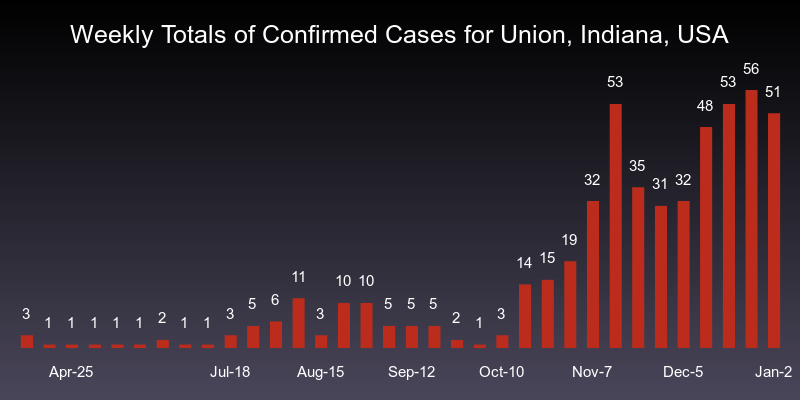 Weekly Totals of Confirmed Cases for Union, Indiana, USA
3 1 1 1 1 1 2 1 1 3 5 6 11 3 10 10 5 5 5 2 1 3 14 15 19 32 53 35 31 32 48 53 56 51
Apr-25 Jul-18 Aug-15 Sep-12 Oct-10 Nov-7 Dec-5 Jan-2